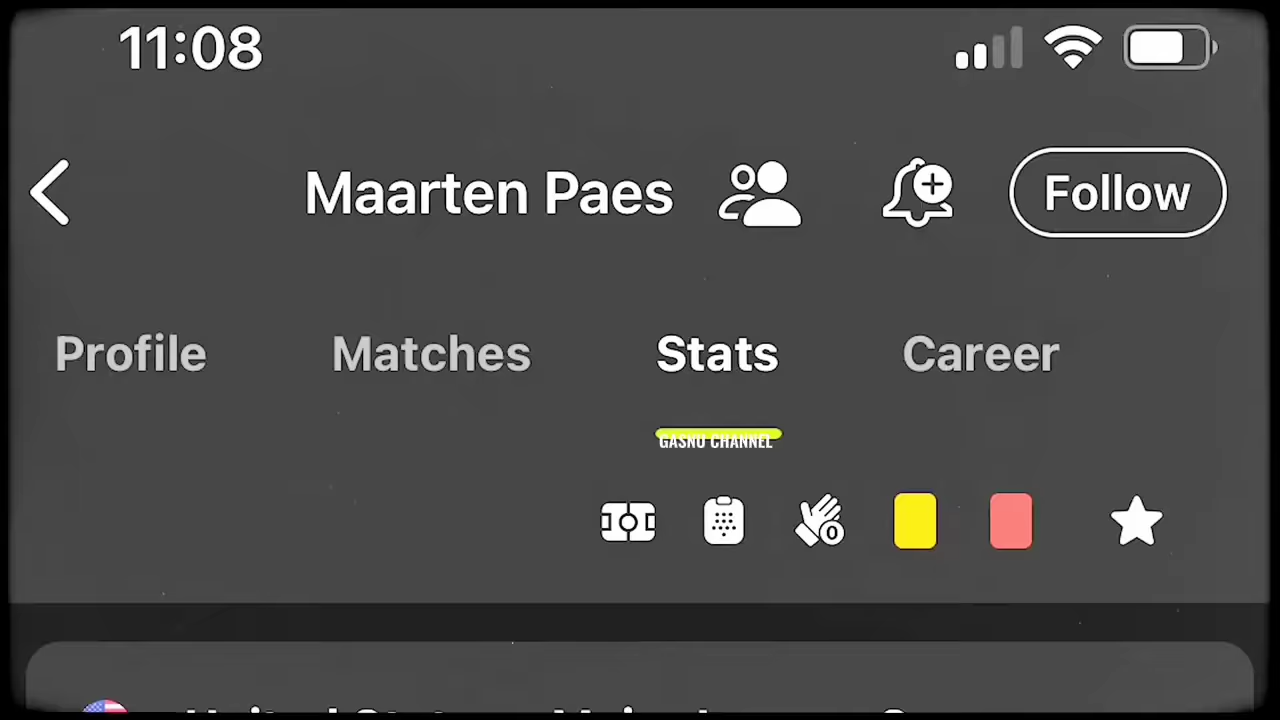 11:08
Maarten Paes
Follow
Profile
Matches
Stats
Career
GASNO CHANNEL
0